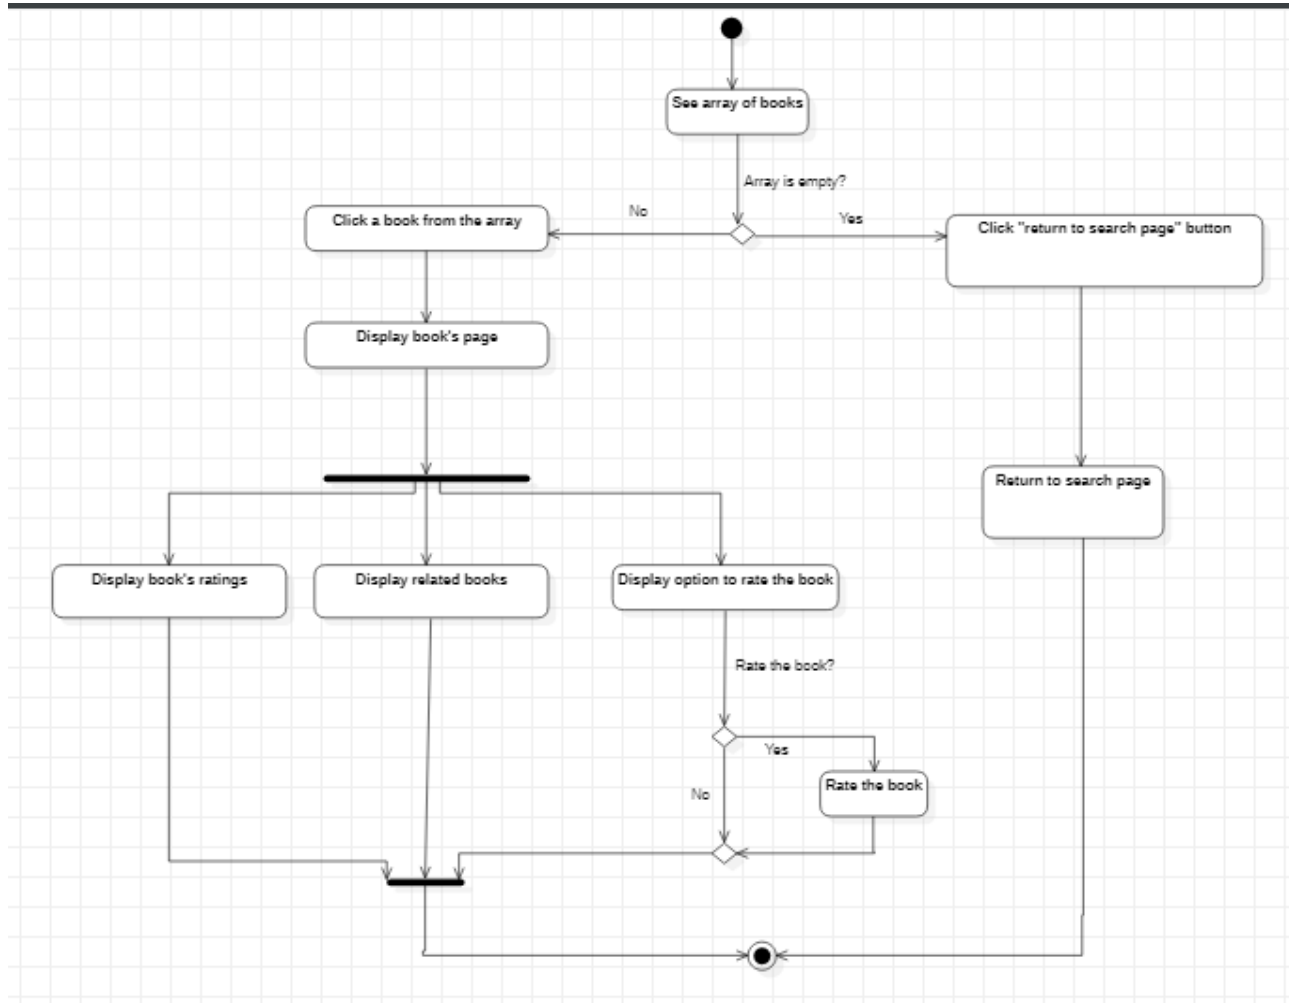 See array of books
Array is empty?
No
Yes
Click a book from the array
Click "return to search page" button
Display book's page
Return to search page
Display book's ratings
Display related books
Display option to rate the book
Rate the book?
Yes
Rate the book
No